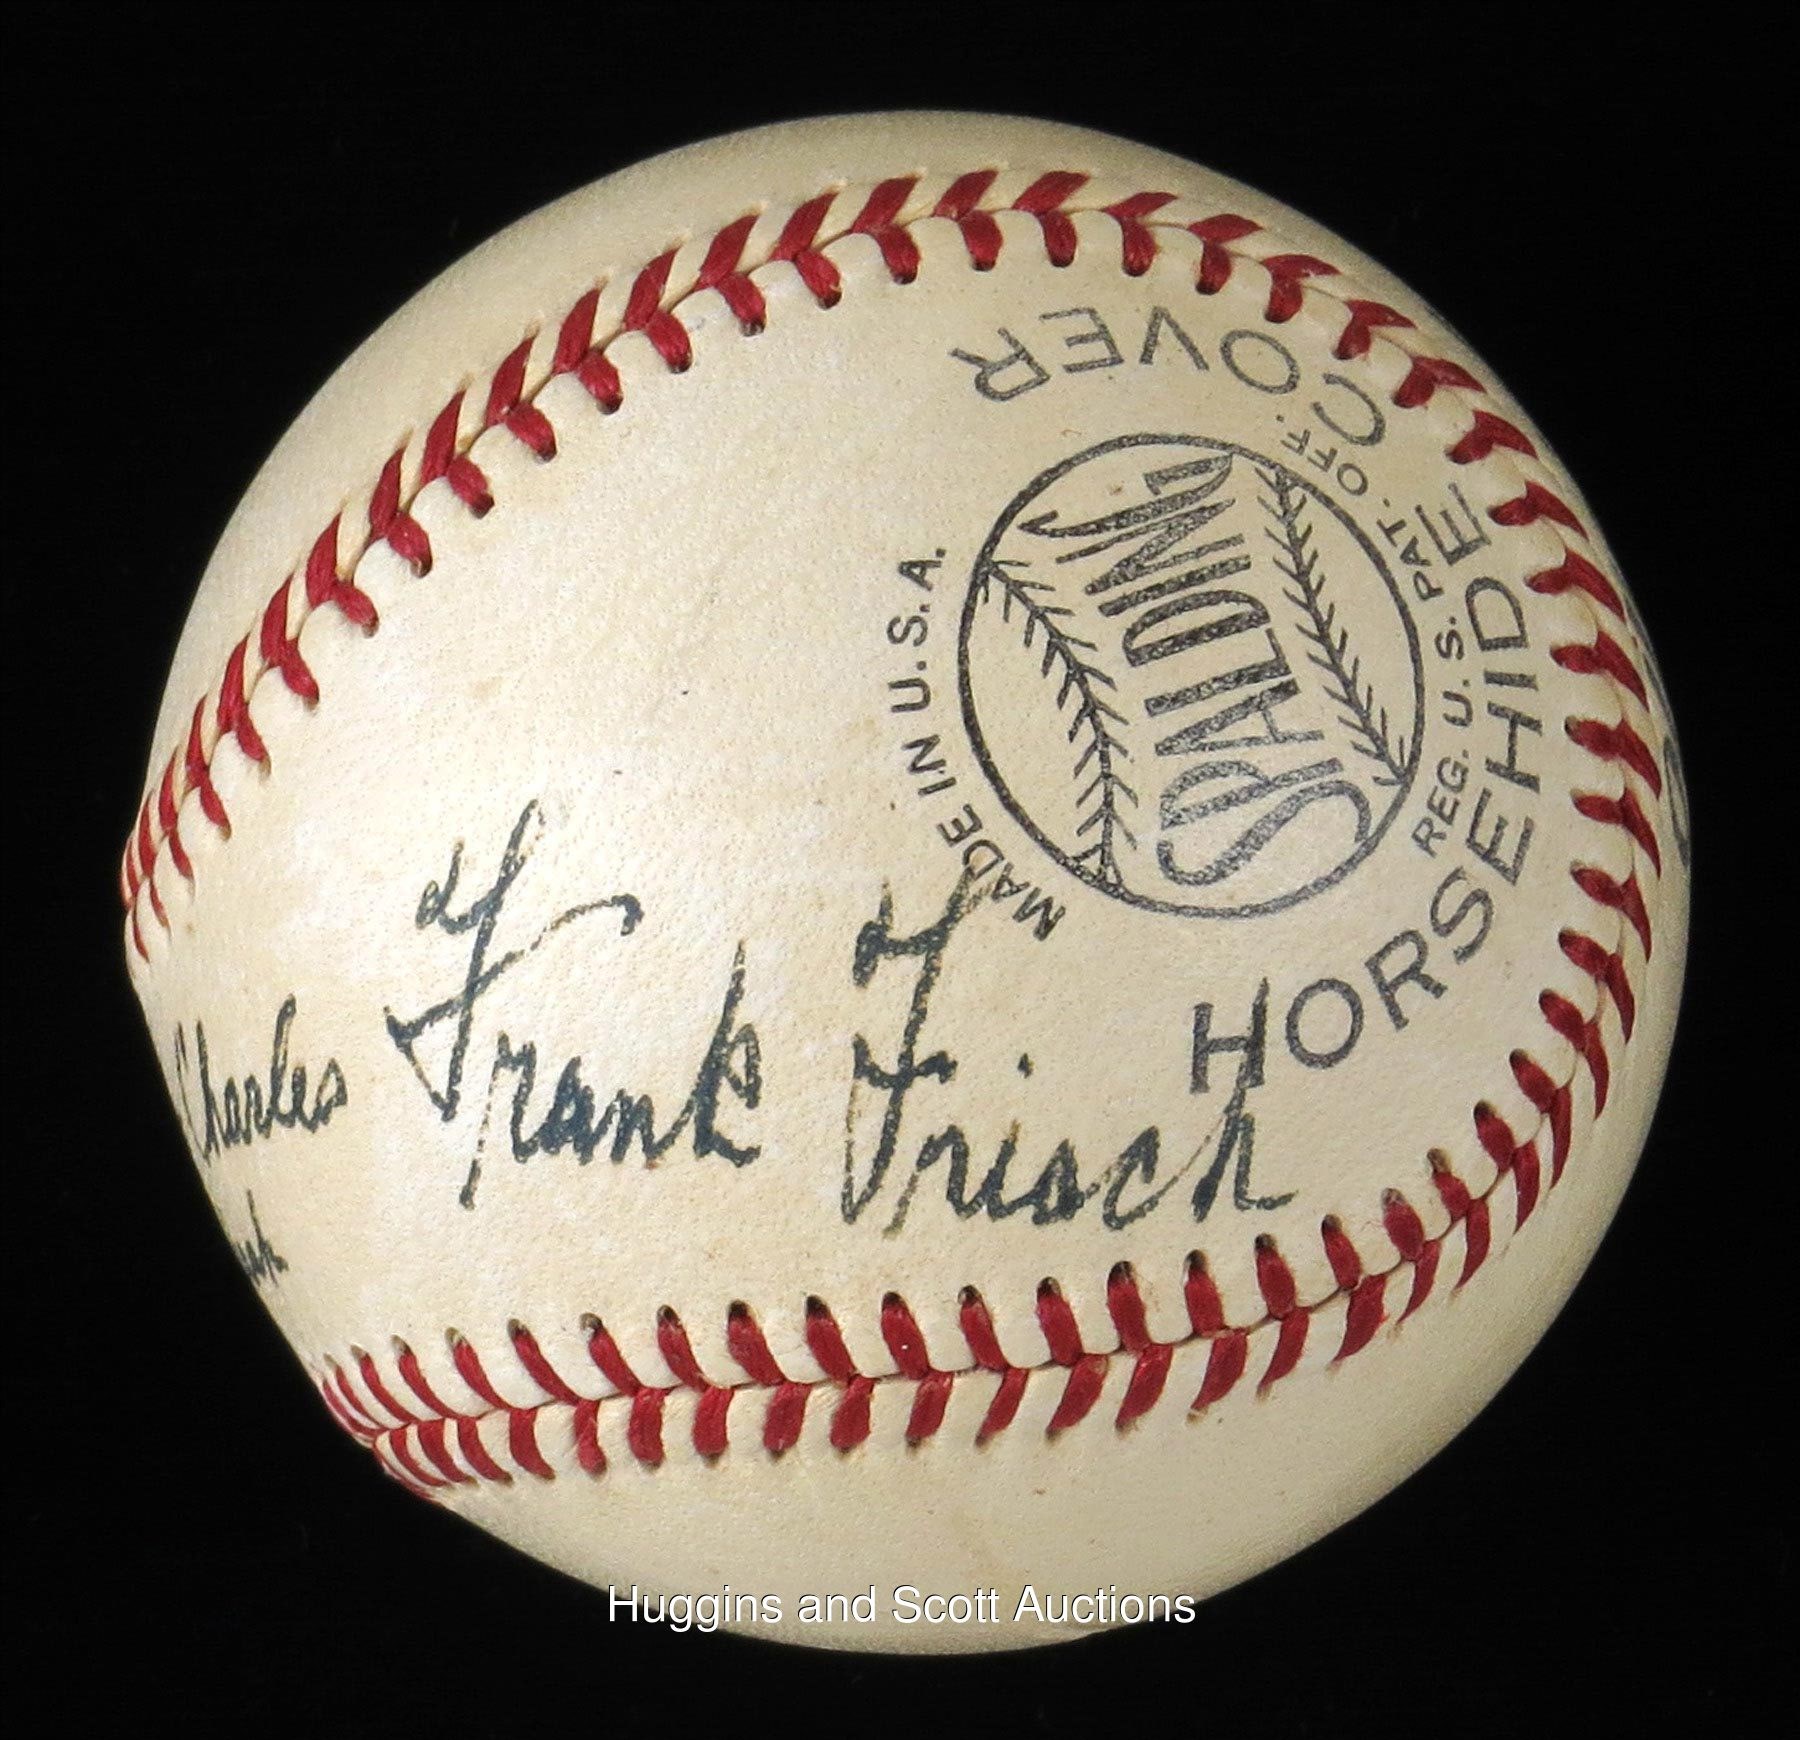 HORSEHIDE COVER
MADE IN U.S.A.
SPALDING
REG. U.S. PAT. OFF.
Frank Frisch
Charles
Huggins and Scott Auctions